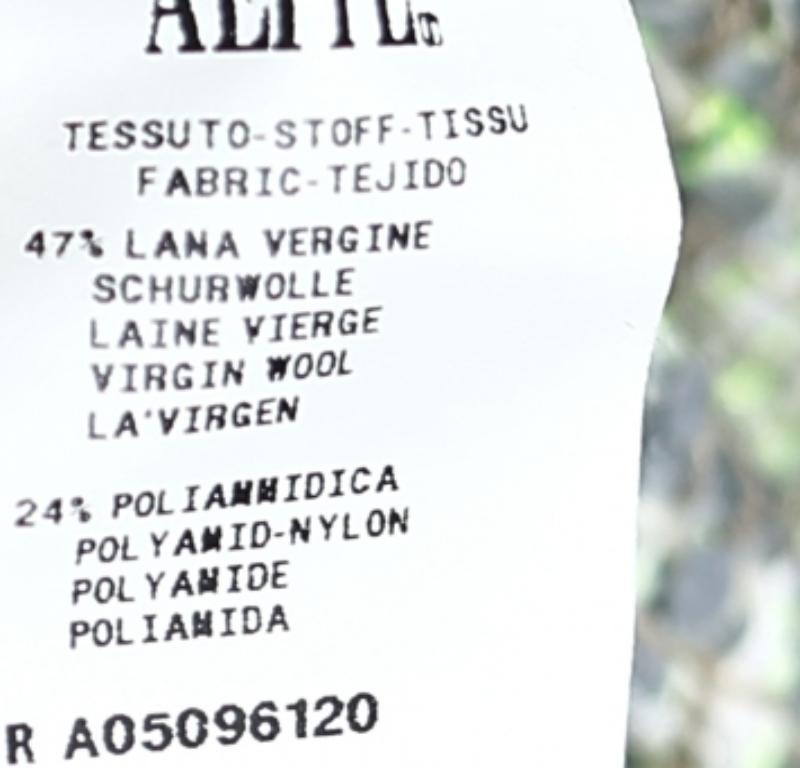 TESSUTO-STOFF-TISSU
FABRIC-TEJIDO
47% LANA VERGINE
SCHURWOLLE
LAINE VIERGE
VIRGIN WOOL
LA'VIRGEN
24% POLIAMMIDICA
POLYAMID-NYLON
POLYAMIDE
POLIAMIDA
R A05096120